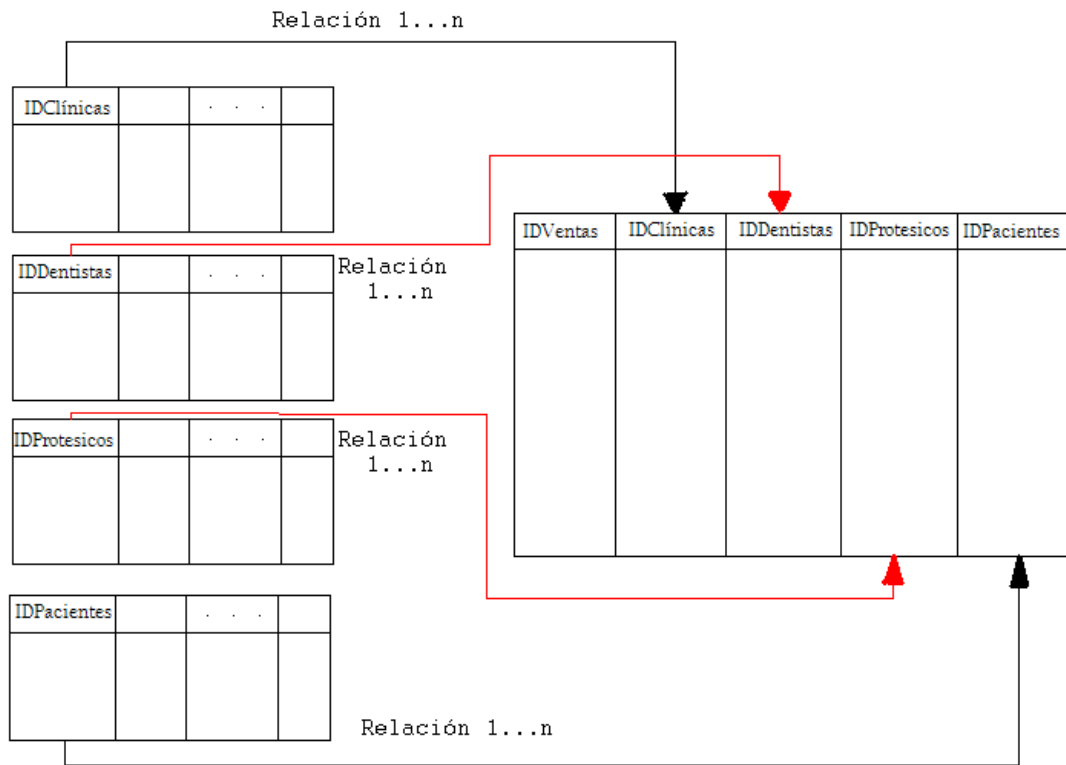 Relación 1...n
IDClínicas . . .
IDVentas IDClínicas IDDentistas IDProtesicos IDPacientes
IDDentistas . . .
Relación
1...n
IDProtesicos . . .
Relación
1...n
IDPacientes . . .
Relación 1...n